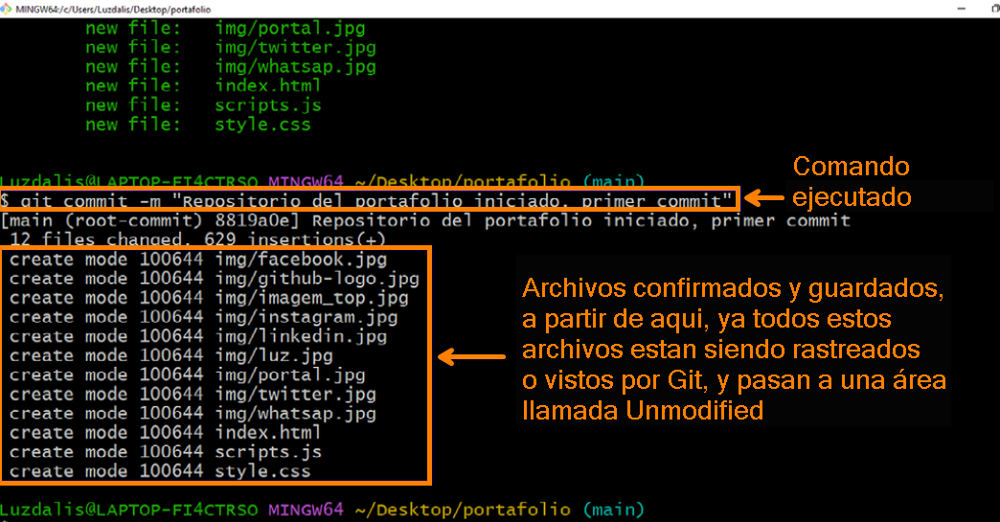 MINGW64:/c/Users/Luzdalis/Desktop/portafolio
new file: img/portal.jpg
new file: img/twitter.jpg
new file: img/whatsap.jpg
new file: index.html
new file: scripts.js
new file: style.css
Luzdalis@LAPTOP-FI4CTRSO MINGW64 ~/Desktop/portafolio (main)
$ git commit -m "Repositorio del portafolio iniciado, primer commit"
Comando
ejecutado
[main (root-commit) 8819a0e] Repositorio del portafolio iniciado, primer commit
12 files changed, 629 insertions(+)
create mode 100644 img/facebook.jpg
create mode 100644 img/github-logo.jpg
create mode 100644 img/imagem_top.jpg
create mode 100644 img/instagram.jpg
create mode 100644 img/linkedin.jpg
create mode 100644 img/luz.jpg
create mode 100644 img/portal.jpg
create mode 100644 img/twitter.jpg
create mode 100644 img/whatsap.jpg
create mode 100644 index.html
create mode 100644 scripts.js
create mode 100644 style.css
Archivos confirmados y guardados,
a partir de aqui, ya todos estos
archivos estan siendo rastreados
o vistos por Git, y pasan a una área
llamada Unmodified
Luzdalis@LAPTOP-FI4CTRSO MINGW64 ~/Desktop/portafolio (main)